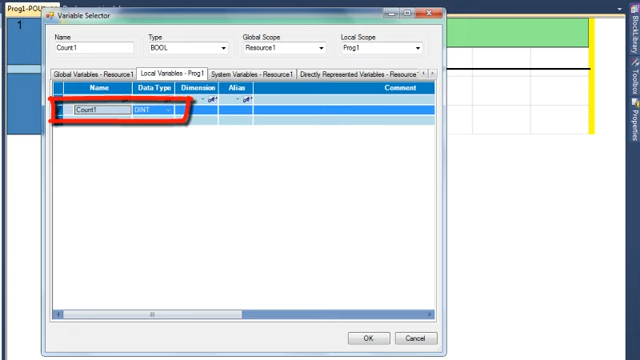 Prog1-POU
Variable Selector
Name
Type
Global Scope
Local Scope
Count1
BOOL
Resource1
Prog1
Global Variables - Resource1
Local Variables - Prog1
System Variables - Resource1
Directly Represented Variables - Resource
Name
Data Type
Dimension
Alias
Comment
Count1
DINT
OK
Cancel
1
BlockLibrary
Toolbox
Properties